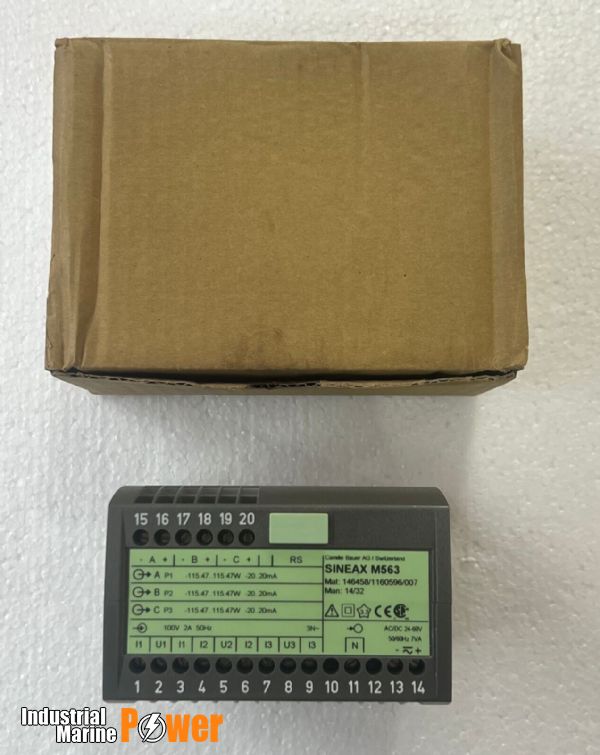 15 16 17 18 19 20
- A + - B + - C + RS
Camille Bauer AG / Switzerland
SINEAX M563
Mat: 146458/1160596/007
Man: 14/32
A P1 -115.47. 115.47W -20. 20mA
B P2 -115.47. 115.47W -20. 20mA
C P3 -115.47. 115.47W -20. 20mA
100V 2A 50Hz 3N~
AC/DC 24-60V
50/60Hz 7VA
I1 U1 I1 I2 U2 I2 I3 U3 I3 N - +
1 2 3 4 5 6 7 8 9 10 11 12 13 14
Industrial
Marine Power